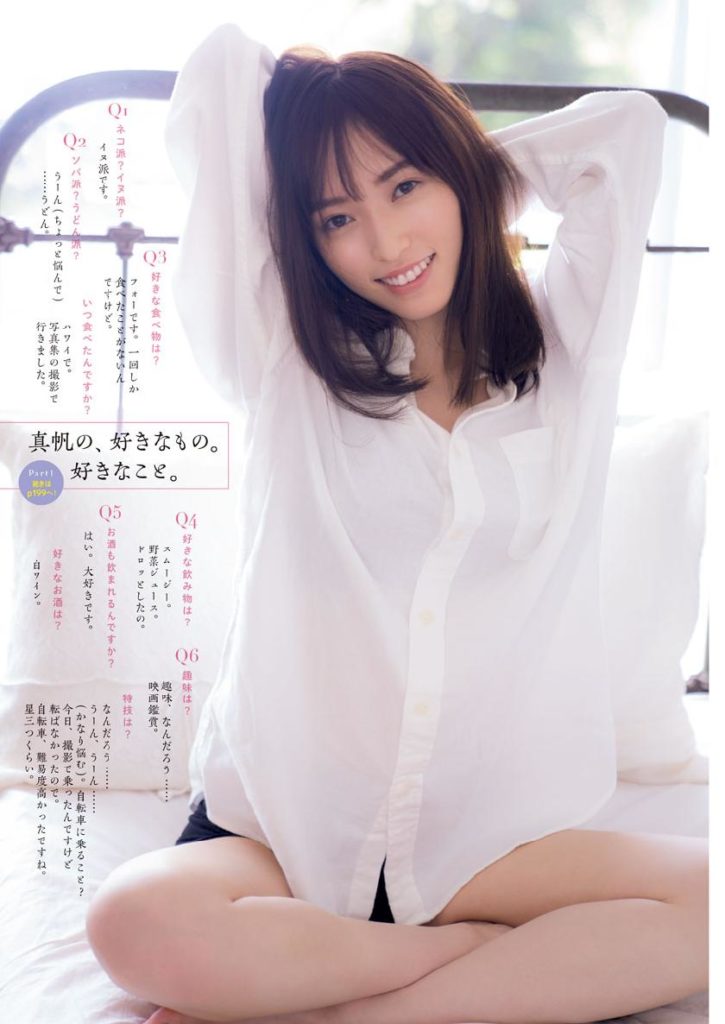 Q1
ネコ派?イヌ派?
イヌ派です。
Q2
ソバ派?うどん派?
うーん(ちょっと悩んで)
……うどん。
Q3
好きな食べ物は?
フォーです。一回しか
食べたことがないん
ですけど。
いつ食べたんですか?
ハワイで。
写真集の撮影で
行きました。
真帆の、好きなもの。
好きなこと。
Part1
続きは
p199へ!
Q4
好きな飲み物は?
スムージー。
野菜ジュース。
ドロッとしたの。
Q5
お酒も飲まれるんですか?
はい。大好きです。
好きなお酒は?
白ワイン。
Q6
趣味は?
趣味、なんだろう……
映画鑑賞。
特技は?
なんだろう……
うーん、うーん……
(かなり悩む)。自転車に乗ること?
今日、撮影で乗ったんですけど
転ばなかったので。
自転車、難易度高かったですね。
星三つくらい。